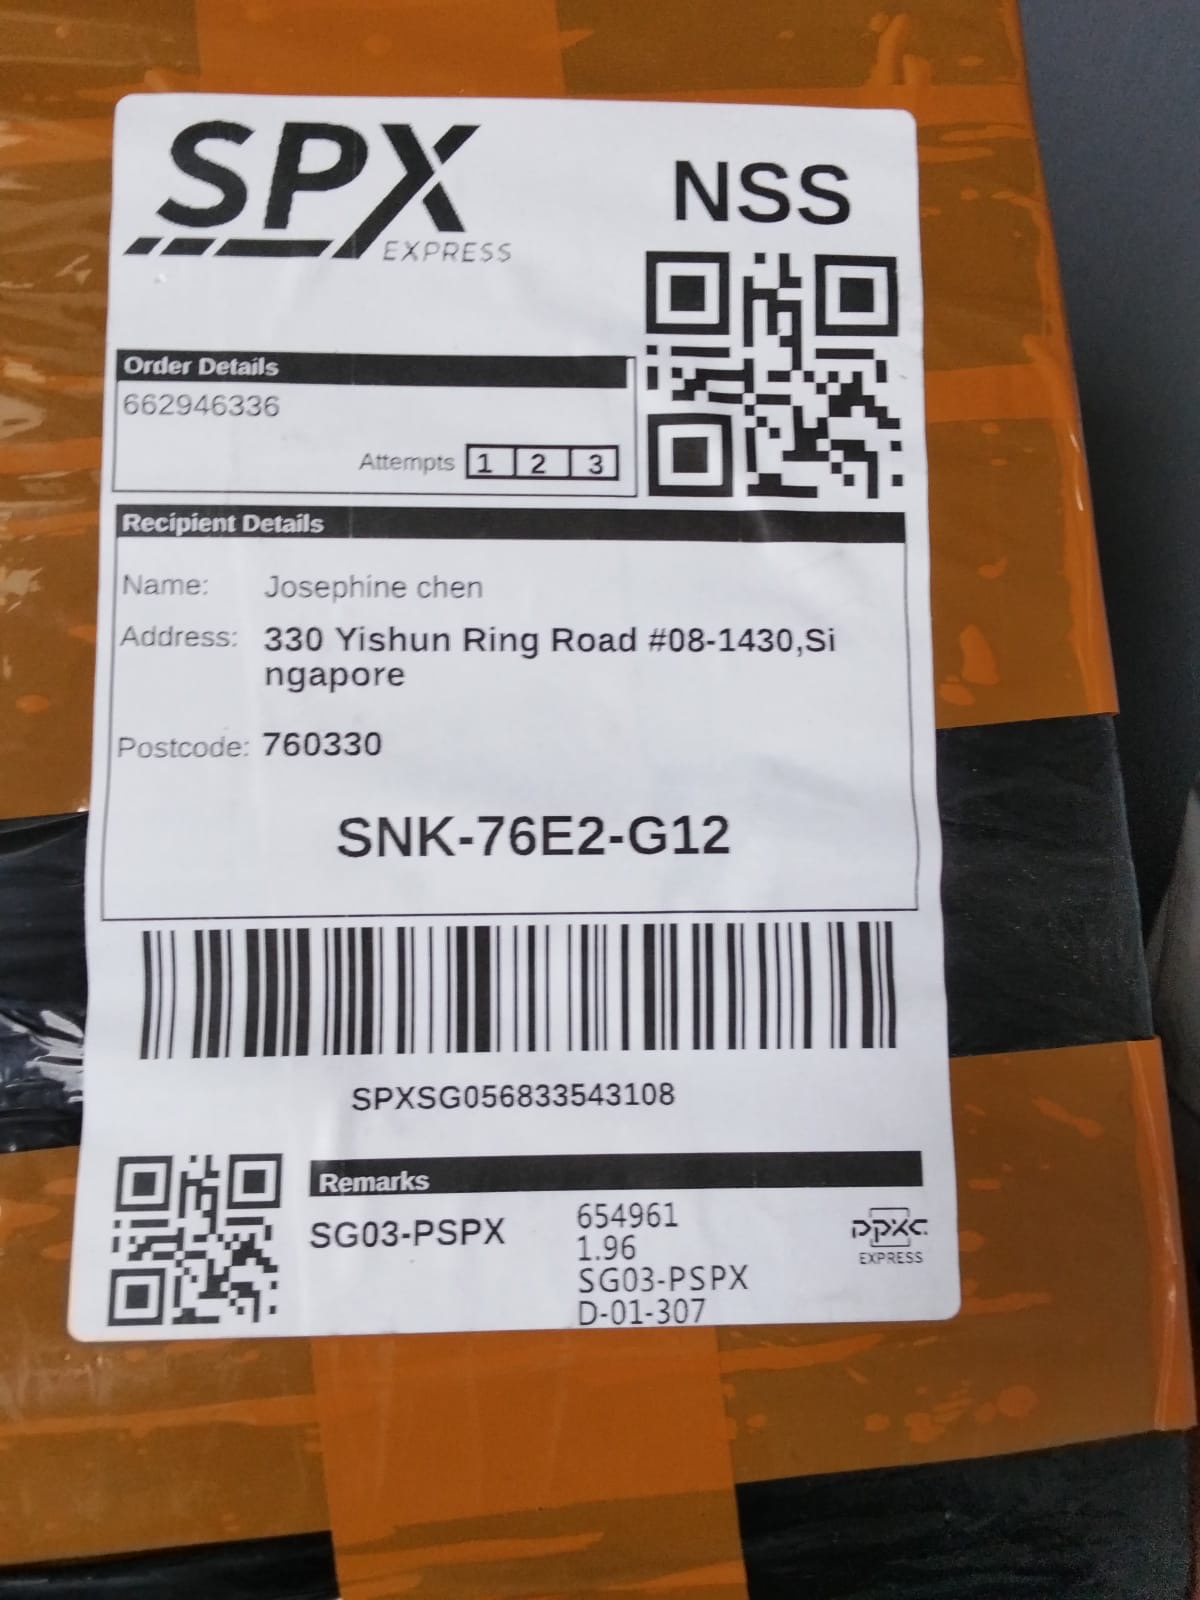 SPX
EXPRESS
NSS
Order Details
662946336
Attempts 1 2 3
Recipient Details
Name: Josephine chen
Address: 330 Yishun Ring Road #08-1430,Si
ngapore
Postcode: 760330
SNK-76E2-G12
SPXSG056833543108
Remarks
SG03-PSPX
654961
1.96
SG03-PSPX
D-01-307
ppxc
EXPRESS